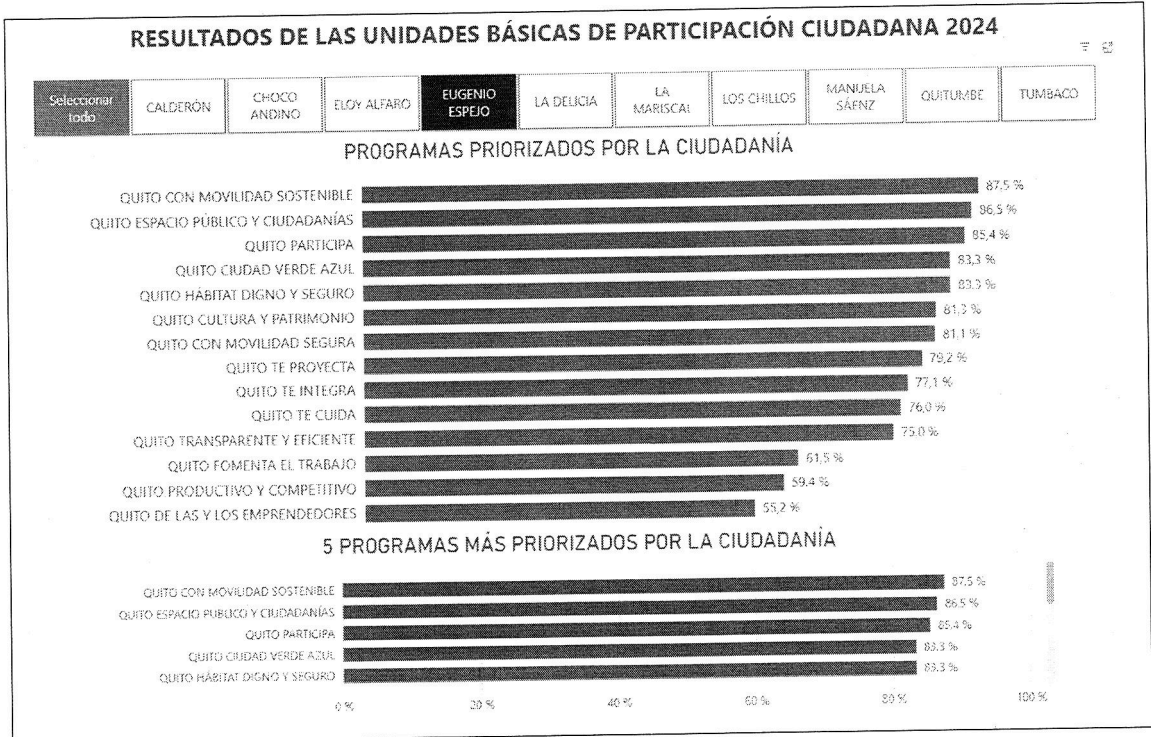 RESULTADOS DE LAS UNIDADES BÁSICAS DE PARTICIPACIÓN CIUDADANA 2024
Seleccionar todo
CALDERÓN
CHOCO ANDINO
ELOY ALFARO
EUGENIO ESPEJO
LA DELICIA
LA MARISCAL
LOS CHILLOS
MANUELA SÁENZ
QUITUMBE
TUMBACO
PROGRAMAS PRIORIZADOS POR LA CIUDADANÍA
QUITO CON MOVILIDAD SOSTENIBLE 87,5 %
QUITO ESPACIO PÚBLICO Y CIUDADANÍAS 86,5 %
QUITO PARTICIPA 85,4 %
QUITO CIUDAD VERDE AZUL 83,3 %
QUITO HÁBITAT DIGNO Y SEGURO 83,3 %
QUITO CULTURA Y PATRIMONIO 81,3 %
QUITO CON MOVILIDAD SEGURA 81,1 %
QUITO TE PROYECTA 79,2 %
QUITO TE INTEGRA 77,1 %
QUITO TE CUIDA 76,0 %
QUITO TRANSPARENTE Y EFICIENTE 75,0 %
QUITO FOMENTA EL TRABAJO 61,5 %
QUITO PRODUCTIVO Y COMPETITIVO 59,4 %
QUITO DE LAS Y LOS EMPRENDEDORES 55,2 %
5 PROGRAMAS MÁS PRIORIZADOS POR LA CIUDADANÍA
QUITO CON MOVILIDAD SOSTENIBLE 87,5 %
QUITO ESPACIO PÚBLICO Y CIUDADANÍAS 86,5 %
QUITO PARTICIPA 85,4 %
QUITO CIUDAD VERDE AZUL 83,3 %
QUITO HÁBITAT DIGNO Y SEGURO 83,3 %
0 % 20 % 40 % 60 % 80 % 100 %